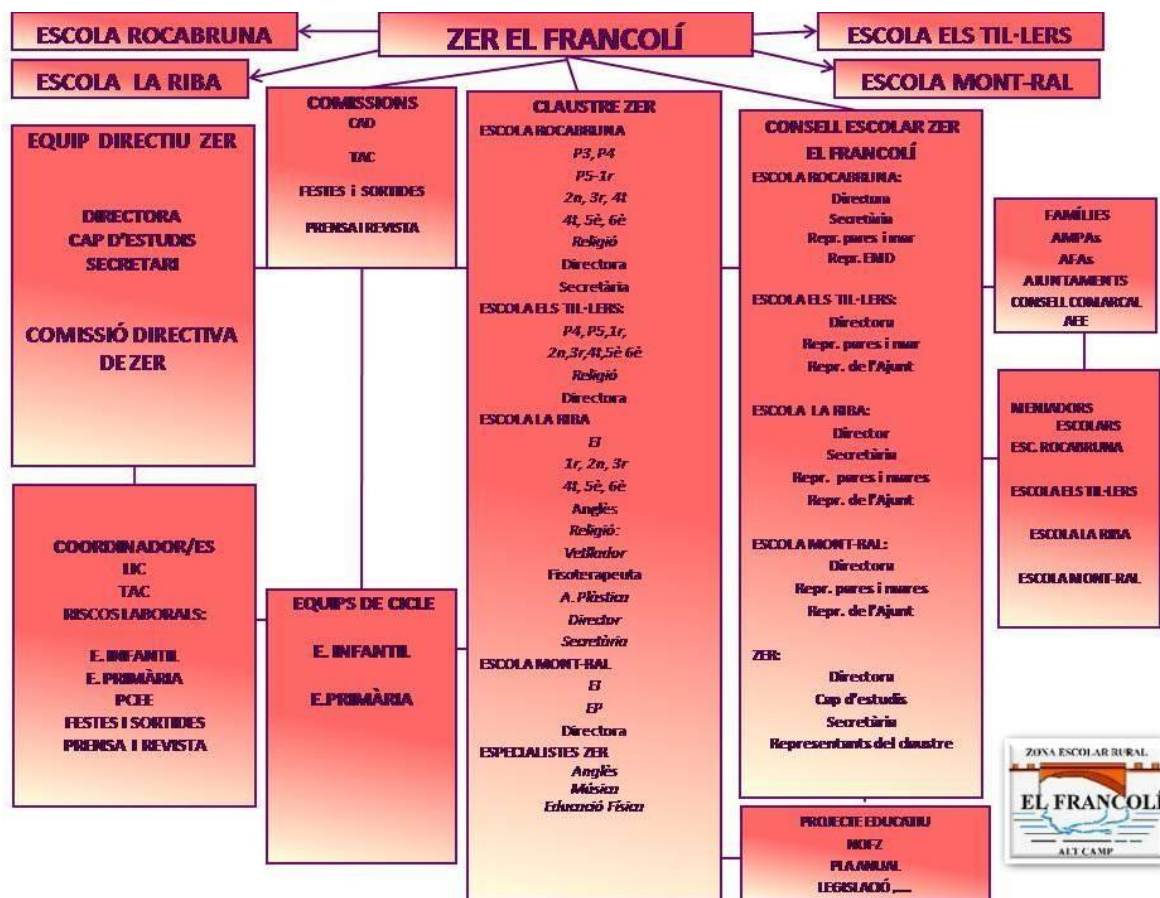 ESCOLA ROCABRUNA
ZER EL FRANCOLÍ
ESCOLA ELS TIL·LERS
ESCOLA LA RIBA
ESCOLA MONT-RAL
EQUIP DIRECTIU ZER
DIRECTORA
CAP D'ESTUDIS
SECRETARI
COMISSIÓ DIRECTIVA
DE ZER
COMISSIONS
CAD
TAC
FESTES i SORTIDES
PRENSA I REVISTA
CLAUSTRE ZER
ESCOLA ROCABRUNA
P3, P4
P5-1r
2n, 3r, 4t
4t, 5è, 6è
Religió
Directora
Secretària
ESCOLA ELS TIL-LERS:
P4, P5,1r,
2n,3r,4t,5è 6è
Religió
Directora
ESCOLA LA RIBA
EI
1r, 2n, 3r
4t, 5è, 6è
Anglès
Religió:
Vetllador
Fisoterapeuta
A. Plàstica
Director
Secretària
ESCOLA MONT-RAL
EI
EP
Directora
ESPECIALISTES ZER
Anglès
Música
Educació Física
CONSELL ESCOLAR ZER
EL FRANCOLÍ
ESCOLA ROCABRUNA:
Directora
Secretària
Repr. pares i mar
Repr. EMD
ESCOLA ELS TIL-LERS:
Directora
Repr. pares i mar
Repr. de l'Ajunt
ESCOLA LA RIBA:
Director
Secretària
Repr. pares i mares
Repr. de l'Ajunt
ESCOLA MONT-RAL:
Directora
Repr. pares i mares
Repr. de l'Ajunt
ZER:
Directora
Cap d'estudis
Secretària
Representants del claustre
FAMÍLIES
AMPAs
AFAs
AJUNTAMENTS
CONSELL COMARCAL
AEE
MENJADORS
ESCOLARS
ESC. ROCABRUNA
ESCOLA ELS TIL-LERS
ESCOLA LA RIBA
ESCOLA MONT-RAL
COORDINADOR/ES
LIC
TAC
RISCOS LABORALS:
E. INFANTIL
E. PRIMÀRIA
PCEE
FESTES I SORTIDES
PRENSA I REVISTA
EQUIPS DE CICLE
E. INFANTIL
E.PRIMÀRIA
PROJECTE EDUCATIU
NOFZ
PLA ANUAL
LEGISLACIÓ ,....
ZONA ESCOLAR RURAL
EL FRANCOLÍ
ALT CAMP